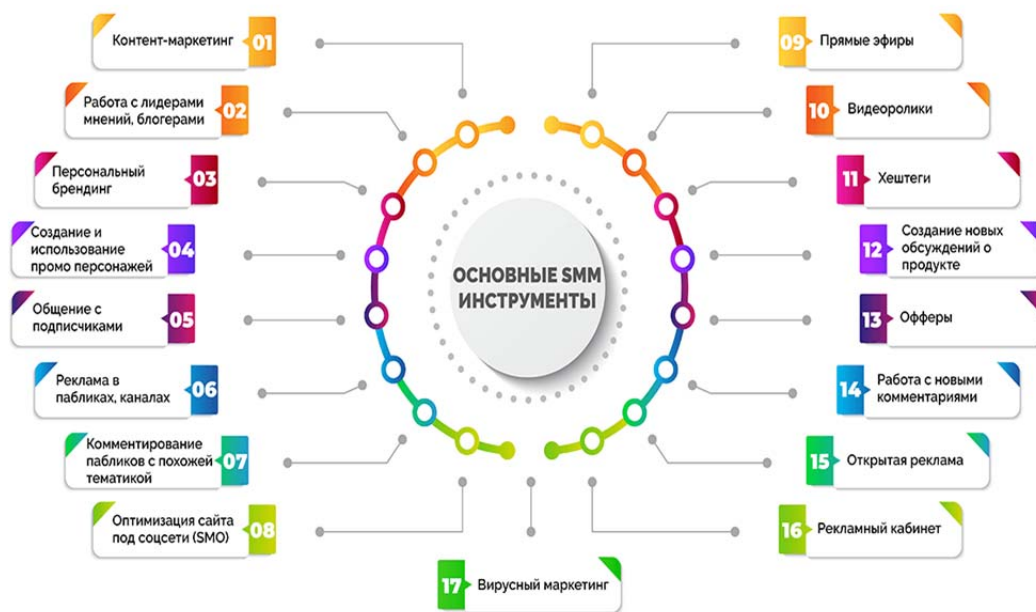 Контент-маркетинг
01
Работа с лидерами
мнений, блогерами
02
Персональный
брендинг
03
Создание и
использование
промо персонажей
04
Общение с
подписчиками
05
Реклама в
пабликах, каналах
06
Комментирование
пабликов с похожей
тематикой
07
Оптимизация сайта
под соцсети (SMO)
08
ОСНОВНЫЕ SMM
ИНСТРУМЕНТЫ
09
Прямые эфиры
10
Видеоролики
11
Хештеги
12
Создание новых
обсуждений о
продукте
13
Офферы
14
Работа с новыми
комментариями
15
Открытая реклама
16
Рекламный кабинет
17
Вирусный маркетинг